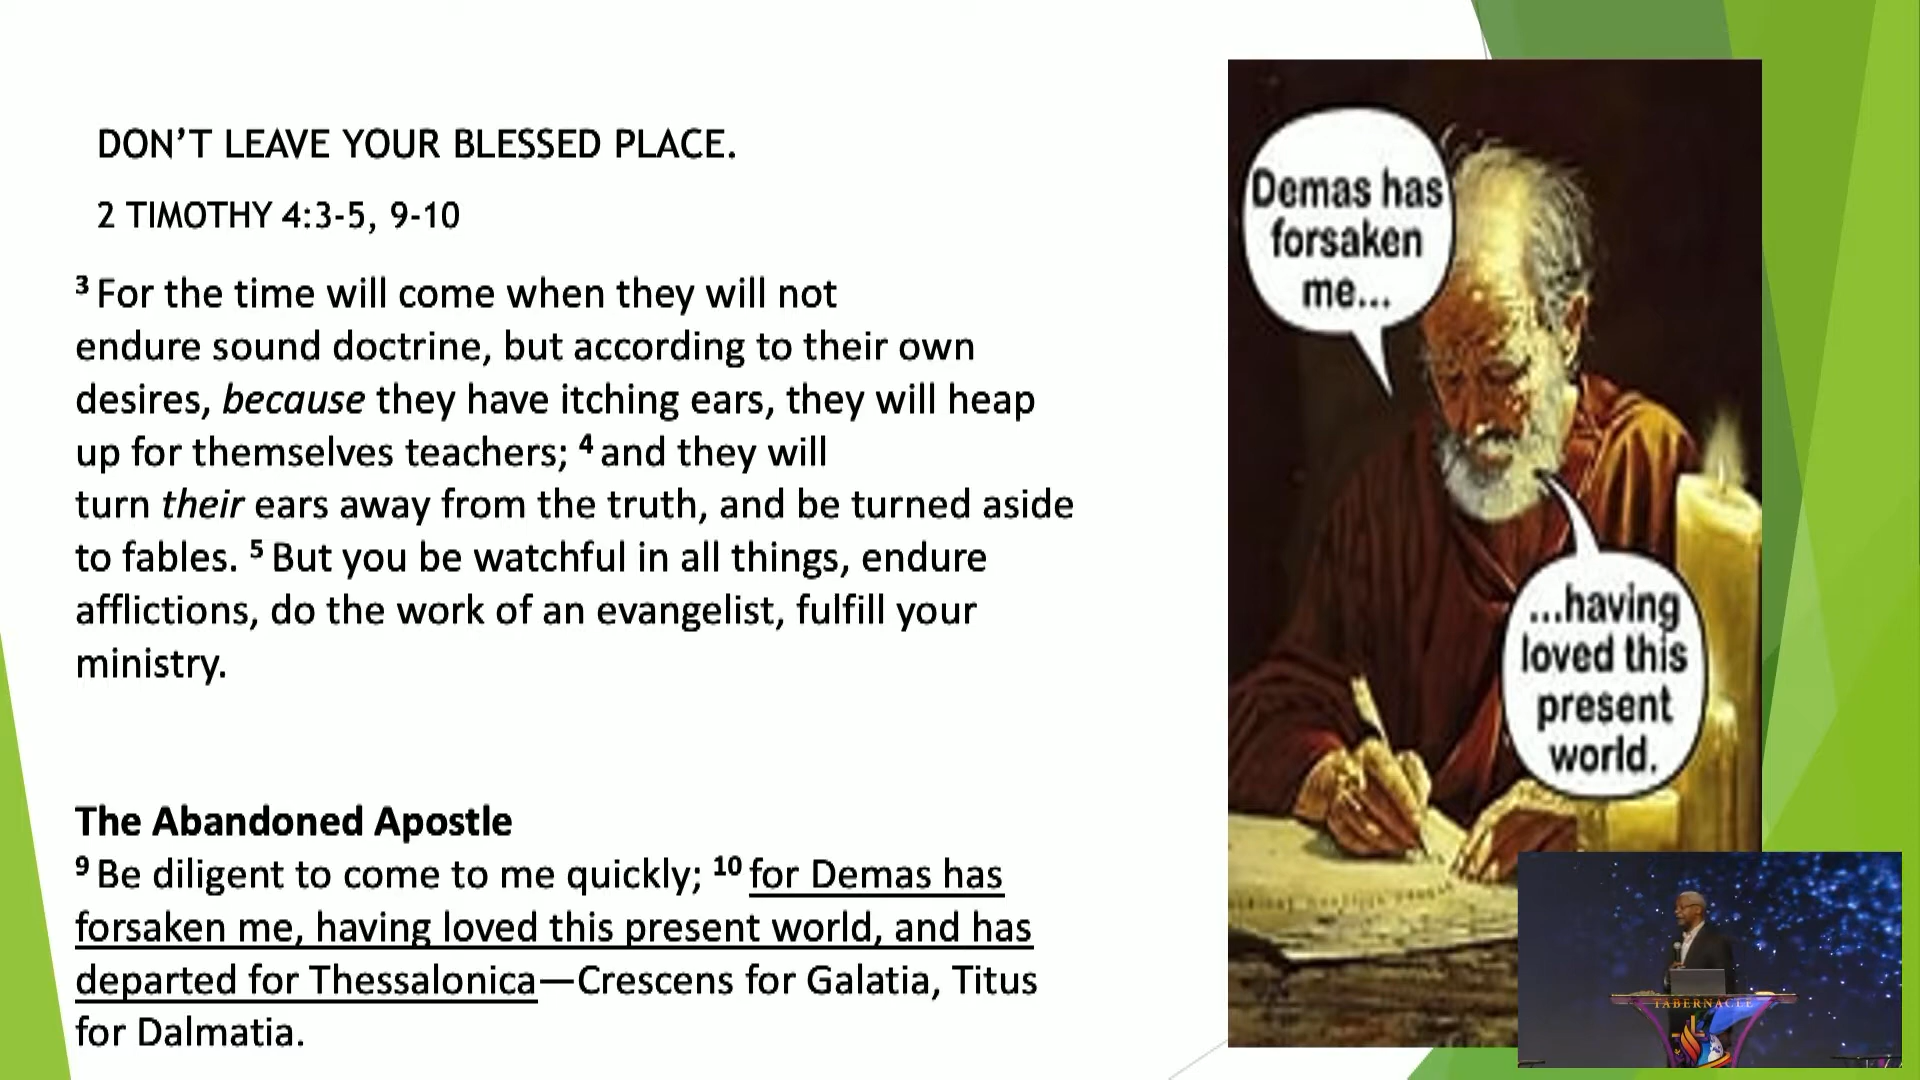 DON’T LEAVE YOUR BLESSED PLACE.
2 TIMOTHY 4:3-5, 9-10
3 For the time will come when they will not
endure sound doctrine, but according to their own
desires, because they have itching ears, they will heap
up for themselves teachers; 4 and they will
turn their ears away from the truth, and be turned aside
to fables. 5 But you be watchful in all things, endure
afflictions, do the work of an evangelist, fulfill your
ministry.
The Abandoned Apostle
9 Be diligent to come to me quickly; 10 for Demas has
forsaken me, having loved this present world, and has
departed for Thessalonica—Crescens for Galatia, Titus
for Dalmatia.
Demas has
forsaken
me...
...having
loved this
present
world.
TABERNACLE